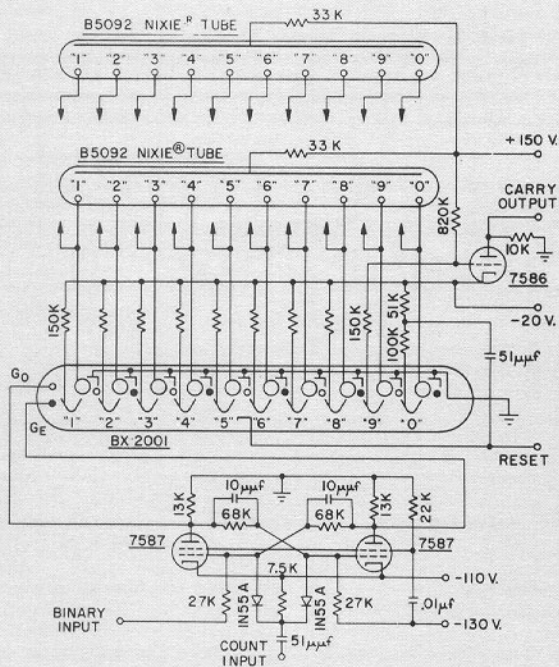 B5092 NIXIE R TUBE
33 K
"1" "2" "3" "4" "5" "6" "7" "8" "9" "0"
B5092 NIXIE ® TUBE
33 K
+150 V.
"1" "2" "3" "4" "5" "6" "7" "8" "9" "0"
820K
CARRY
OUTPUT
10K
7586
150K
150K
51K
100K
-20 V.
51 μμf
GO
GE
"1" "2" "3" "4" "5" "6" "7" "8" "9" "0"
BX 2001
RESET
13K
10μμf
68K
10μμf
68K
13K
22K
7587
7587
7.5K
-110 V.
27K
IN55A
IN55A
27K
.01μf
-130 V.
BINARY
INPUT
51μμf
COUNT
INPUT